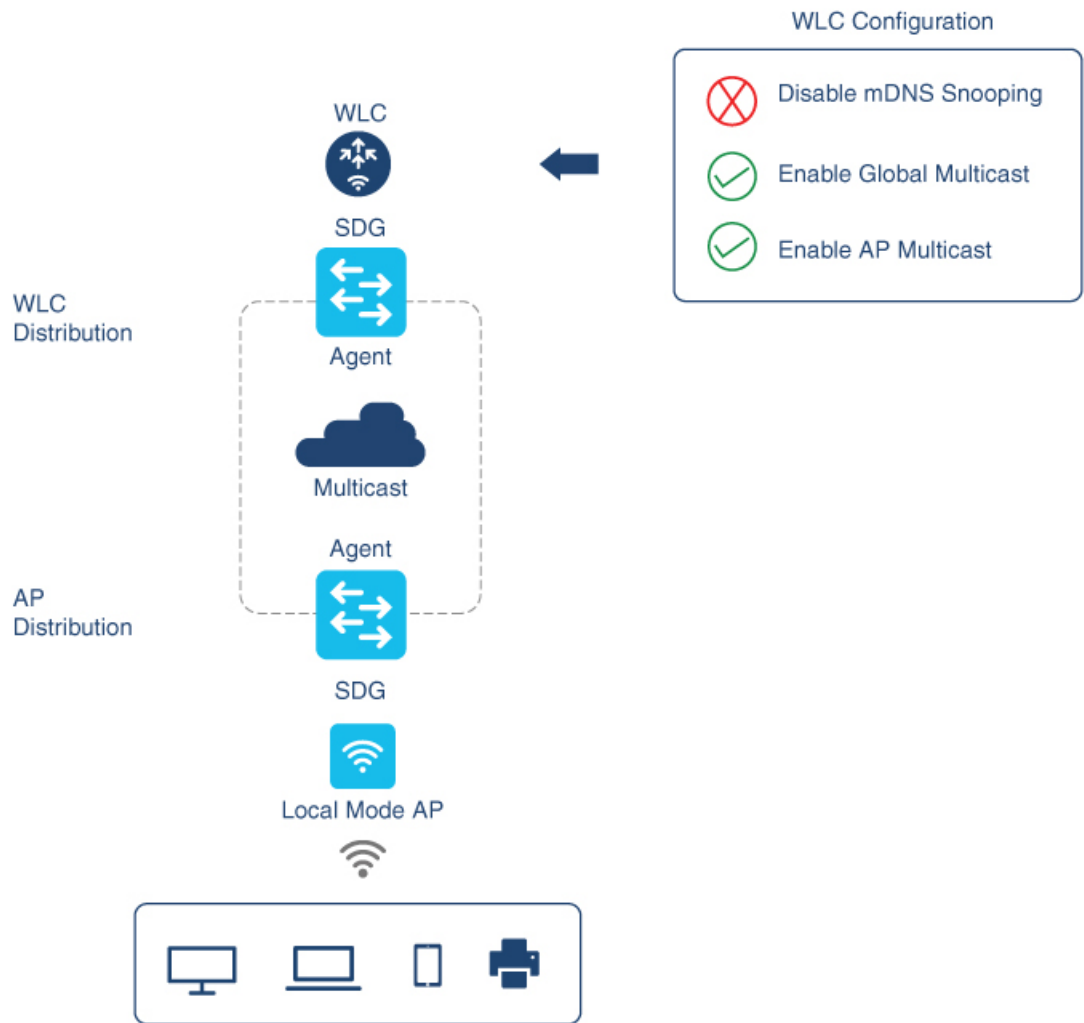 WLC Configuration
Disable mDNS Snooping
Enable Global Multicast
Enable AP Multicast
WLC
SDG
WLC
Distribution
Agent
Multicast
Agent
AP
Distribution
SDG
Local Mode AP